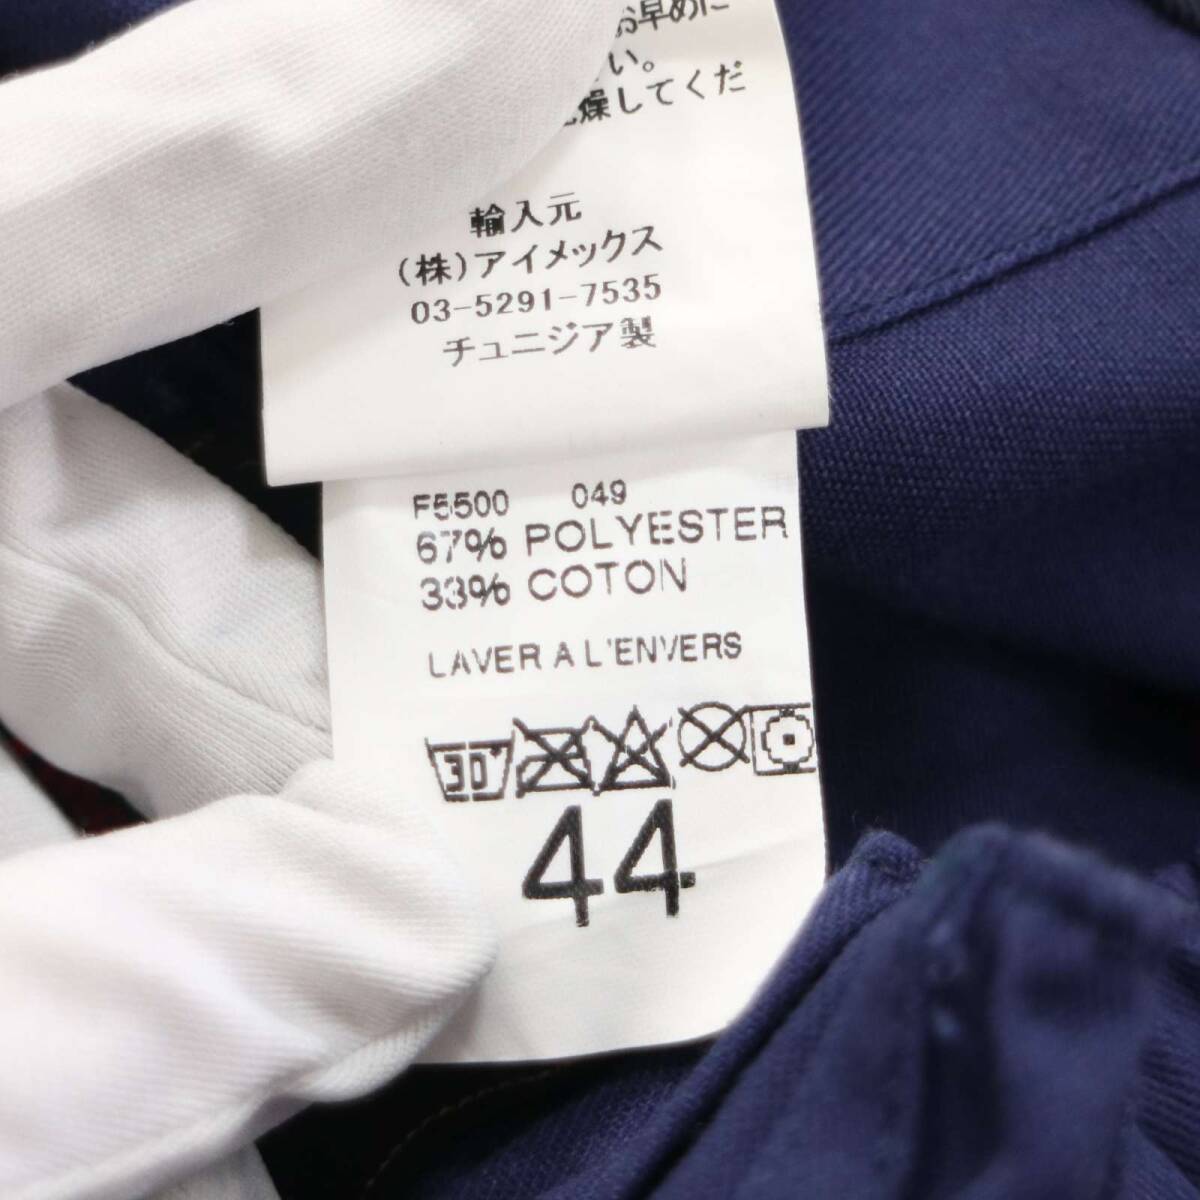 お早めに
い。
燥してくだ
輸入元
(株)アイメックス
03-5291-7535
チュニジア製
F5500 049
67% POLYESTER
33% COTON
LAVER A L'ENVERS
30
44